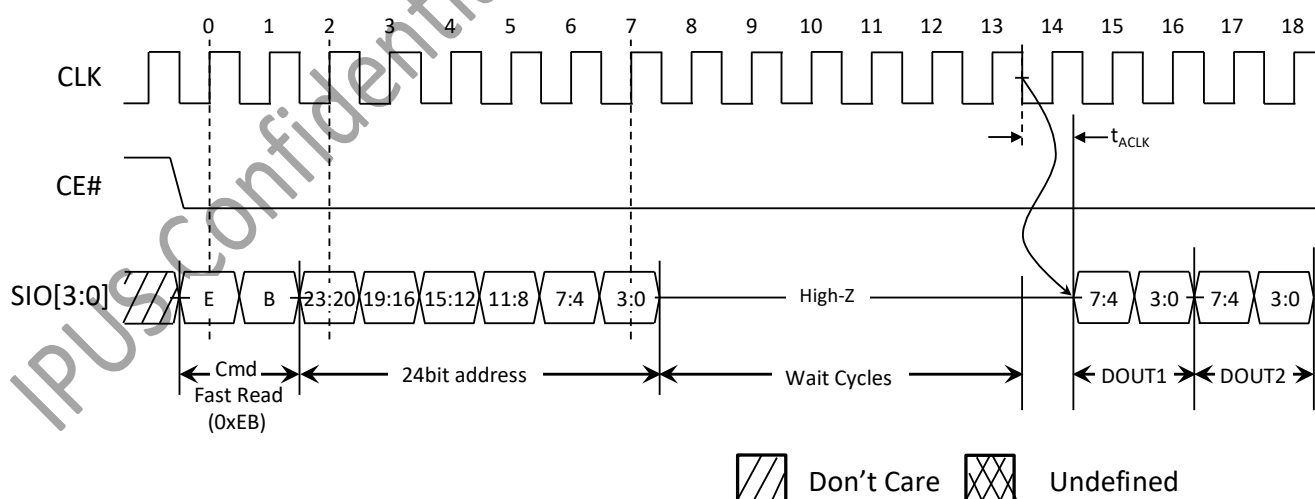 0 1 2 3 4 5 6 7 8 9 10 11 12 13 14 15 16 17 18
CLK
t_ACLK
CE#
SIO[3:0]
E B 23:20 19:16 15:12 11:8 7:4 3:0 High-Z 7:4 3:0 7:4 3:0
Cmd
Fast Read
(0xEB)
24bit address
Wait Cycles
DOUT1
DOUT2
Don't Care
Undefined
IPUS Confidenti